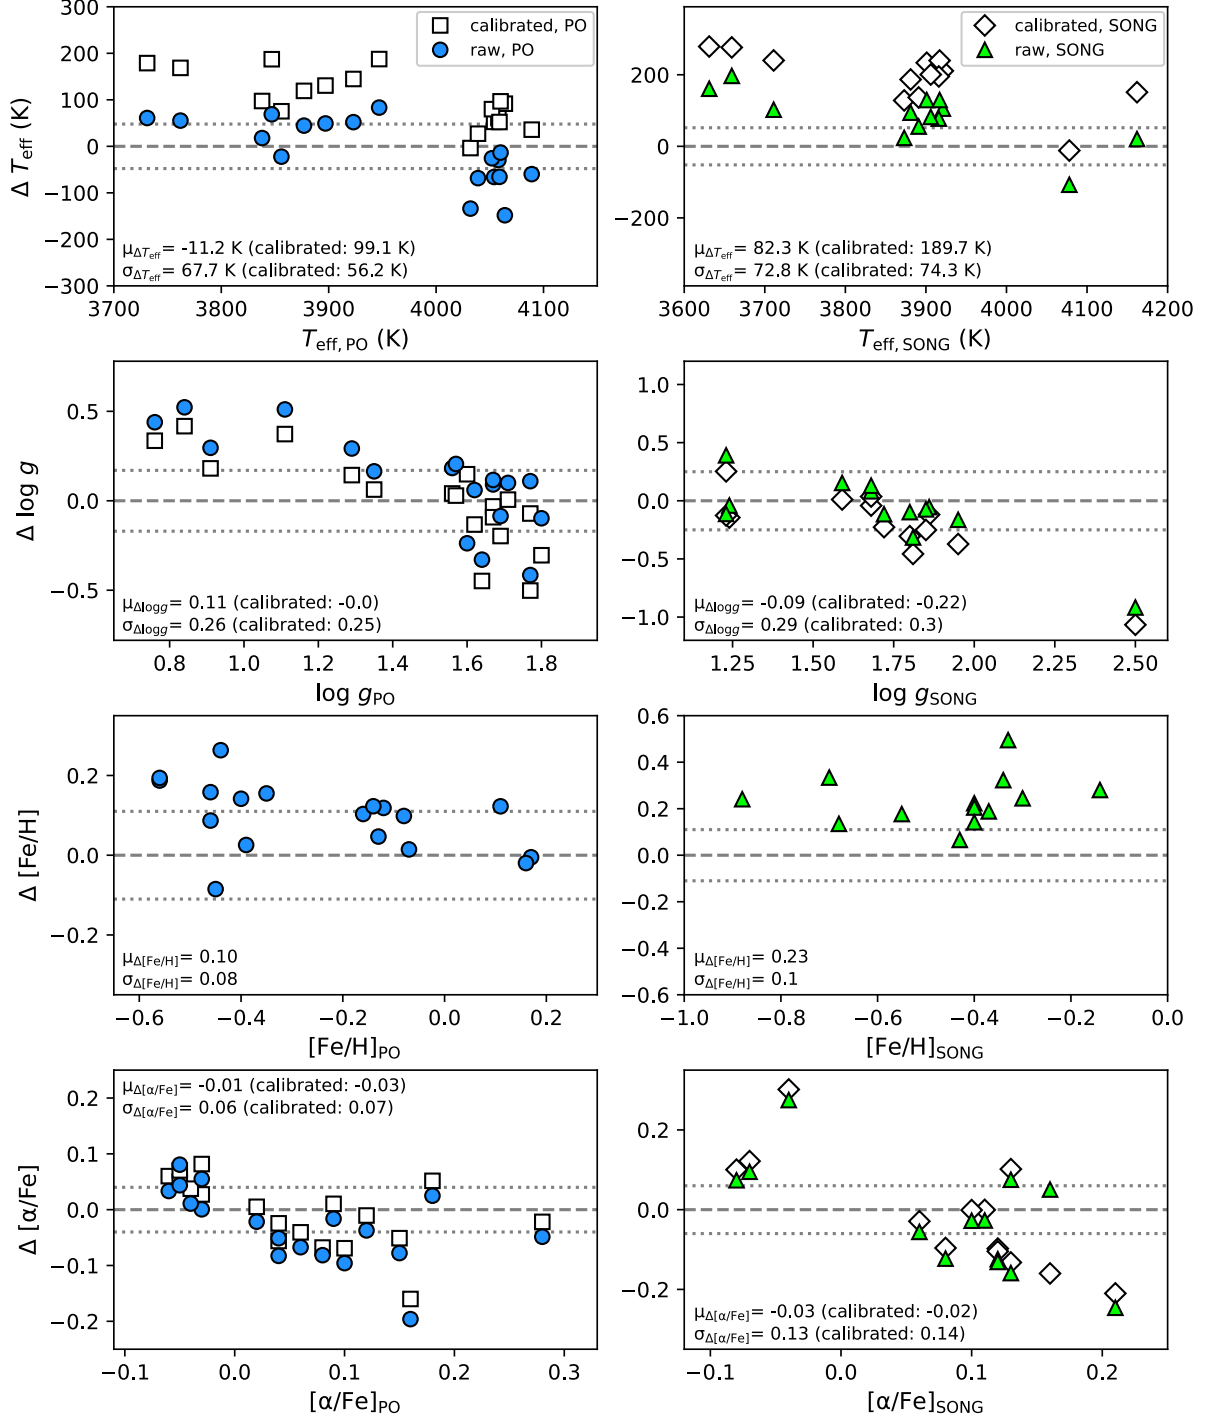 300
200
100
0
−100
−200
−300
calibrated, PO
raw, PO
μΔTeff= -11.2 K (calibrated: 99.1 K)
σΔTeff= 67.7 K (calibrated: 56.2 K)
3700 3800 3900 4000 4100
Teff, PO (K)
Δ Teff (K)
200
0
−200
calibrated, SONG
raw, SONG
μΔTeff= 82.3 K (calibrated: 189.7 K)
σΔTeff= 72.8 K (calibrated: 74.3 K)
3600 3700 3800 3900 4000 4100 4200
Teff, SONG (K)
Δ log g
0.5
0.0
−0.5
μΔlogg= 0.11 (calibrated: -0.0)
σΔlogg= 0.26 (calibrated: 0.25)
0.8 1.0 1.2 1.4 1.6 1.8
log gPO
1.0
0.5
0.0
−0.5
−1.0
μΔlogg= -0.09 (calibrated: -0.22)
σΔlogg= 0.29 (calibrated: 0.3)
1.25 1.50 1.75 2.00 2.25 2.50
log gSONG
Δ [Fe/H]
0.2
0.0
−0.2
μΔ[Fe/H]= 0.10
σΔ[Fe/H]= 0.08
−0.6 −0.4 −0.2 0.0 0.2
[Fe/H]PO
0.6
0.4
0.2
0.0
−0.2
−0.4
−0.6
μΔ[Fe/H]= 0.23
σΔ[Fe/H]= 0.1
−1.0 −0.8 −0.6 −0.4 −0.2 0.0
[Fe/H]SONG
Δ [α/Fe]
0.2
0.1
0.0
−0.1
−0.2
μΔ[α/Fe]= -0.01 (calibrated: -0.03)
σΔ[α/Fe]= 0.06 (calibrated: 0.07)
−0.1 0.0 0.1 0.2 0.3
[α/Fe]PO
0.2
0.0
−0.2
μΔ[α/Fe]= -0.03 (calibrated: -0.02)
σΔ[α/Fe]= 0.13 (calibrated: 0.14)
−0.1 0.0 0.1 0.2
[α/Fe]SONG